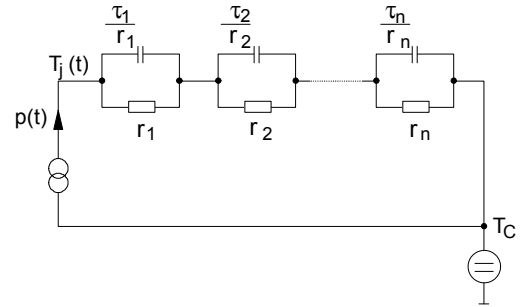 τ1 τ2 τn
r1 r2 rn
Tj(t)
p(t)
r1 r2 rn
TC